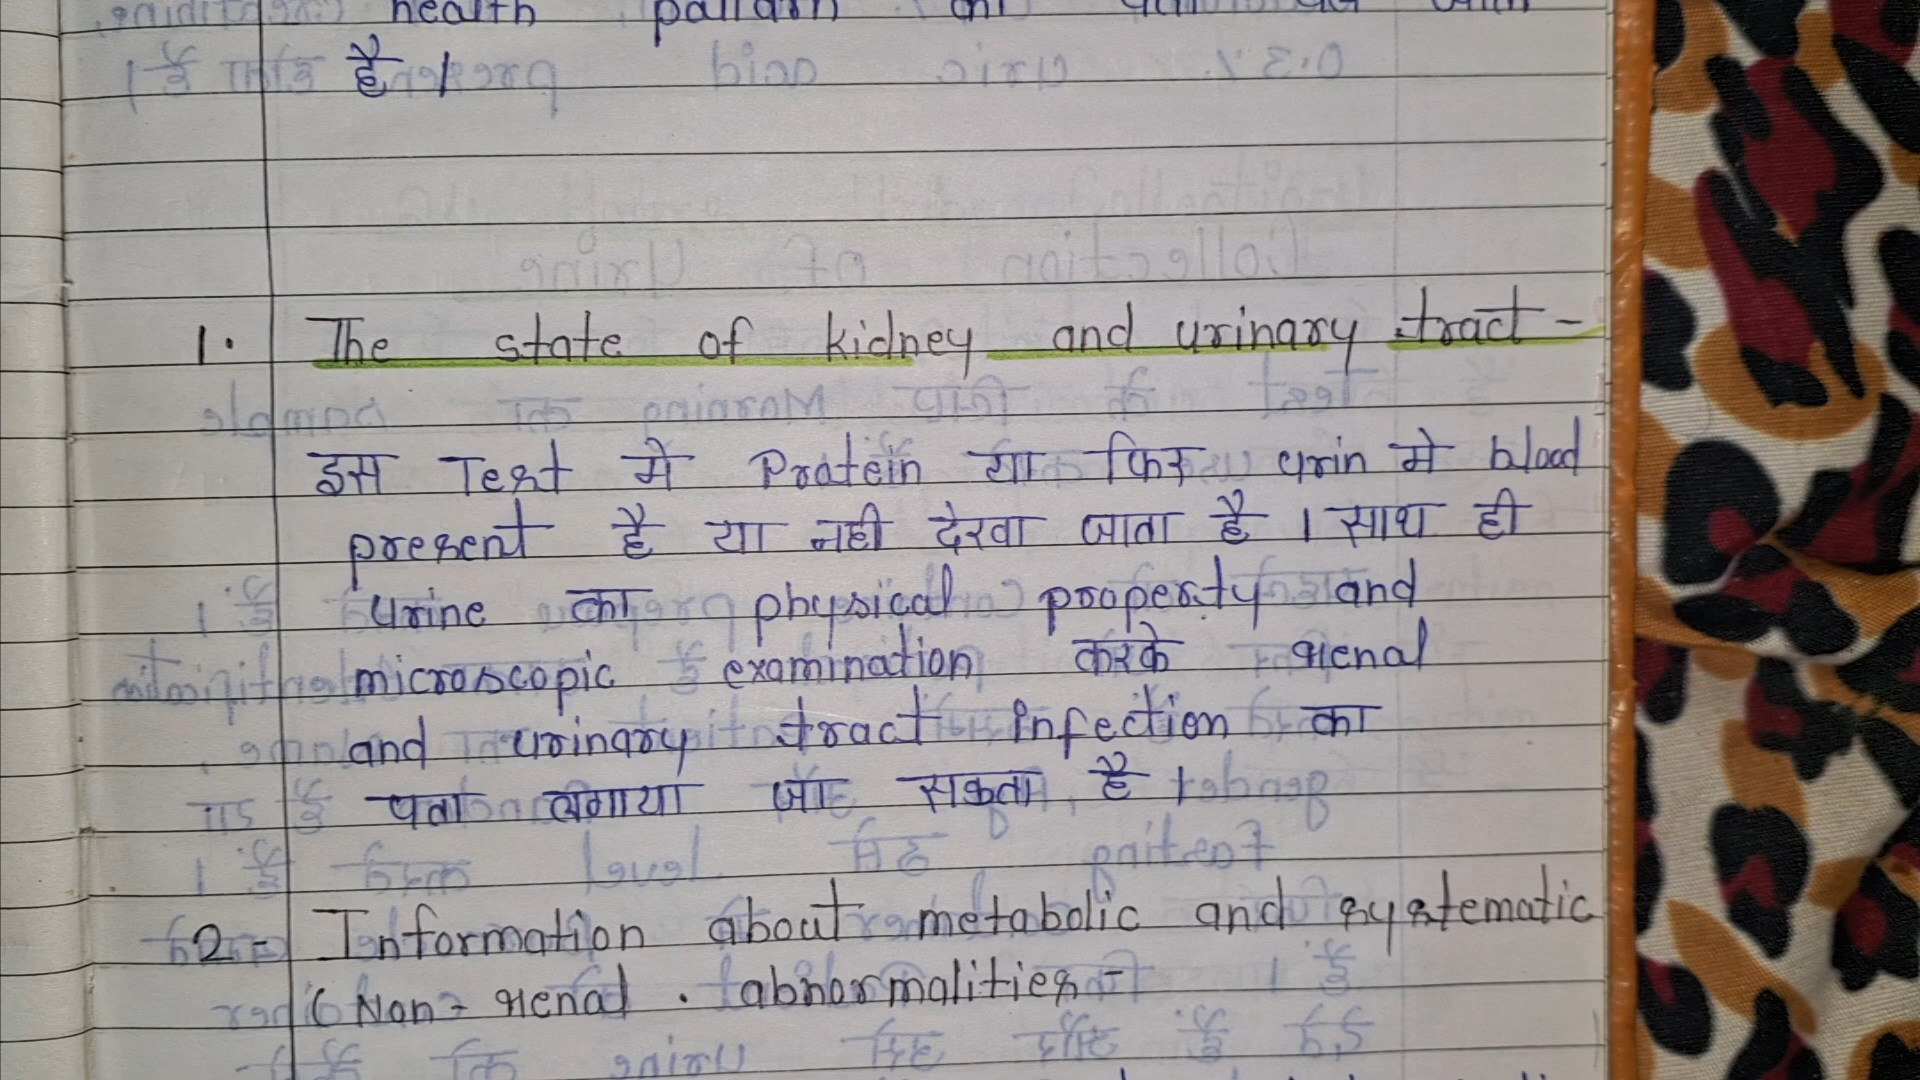 health
है ।
1. The state of kidney and urinary tract -
इस Test मे Protein या फिर urin मे blood
present है या नही देखा जाता है । साथ ही
urine का physical property and
microscopic examination करके renal
and urinary tract infection का
पता लगाया जा सकता है ।
2- Information about metabolic and systematic
(Non - renal . abnormalities -